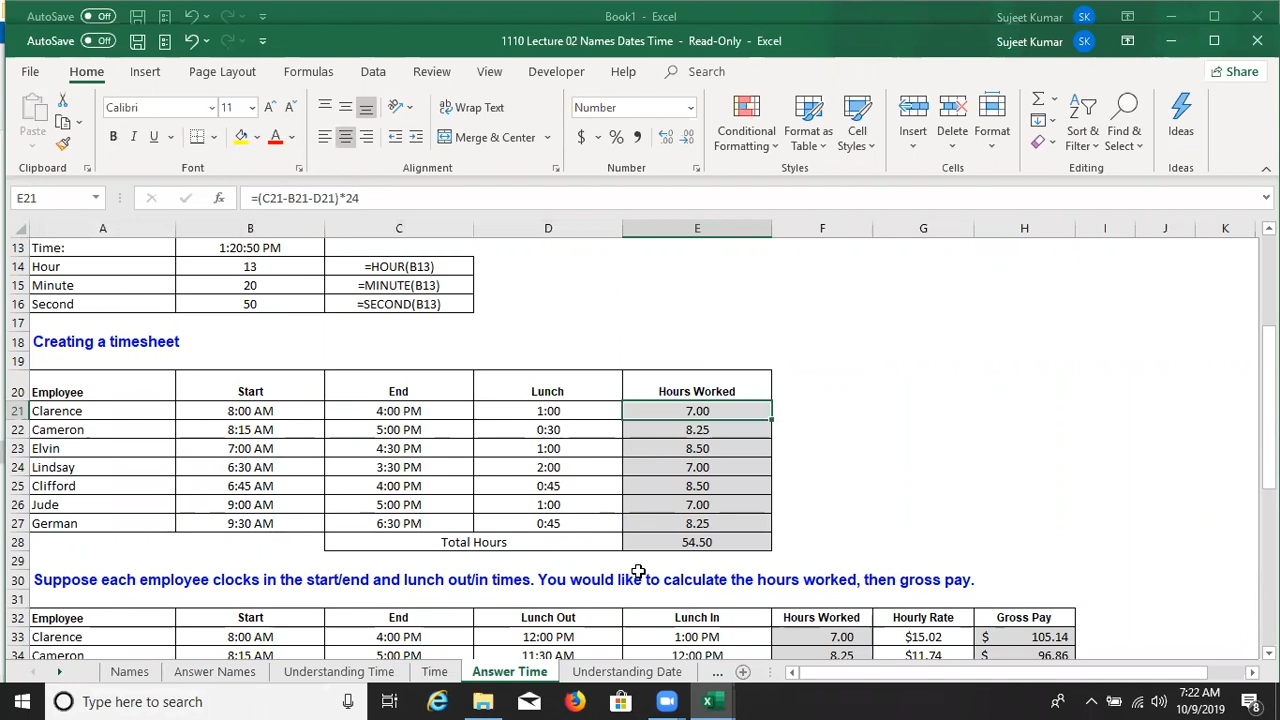 AutoSave Off Book1 - Excel Sujeet Kumar SK
AutoSave Off 1110 Lecture 02 Names Dates Time - Read-Only - Excel Sujeet Kumar SK
File Home Insert Page Layout Formulas Data Review View Developer Help Search Share
Paste Calibri 11 A A Wrap Text Number Conditional Formatting Format as Table Cell Styles Insert Delete Format Sort & Filter Find & Select Ideas
B I U A Merge & Center $ % ,
Clipboard Font Alignment Number Styles Cells Editing Ideas
E21 fx =(C21-B21-D21)*24
A B C D E F G H I J K
13 Time: 1:20:50 PM
14 Hour 13 =HOUR(B13)
15 Minute 20 =MINUTE(B13)
16 Second 50 =SECOND(B13)
17
18 Creating a timesheet
19
20 Employee Start End Lunch Hours Worked
21 Clarence 8:00 AM 4:00 PM 1:00 7.00
22 Cameron 8:15 AM 5:00 PM 0:30 8.25
23 Elvin 7:00 AM 4:30 PM 1:00 8.50
24 Lindsay 6:30 AM 3:30 PM 2:00 7.00
25 Clifford 6:45 AM 4:00 PM 0:45 8.50
26 Jude 9:00 AM 5:00 PM 1:00 7.00
27 German 9:30 AM 6:30 PM 0:45 8.25
28 Total Hours 54.50
29
30 Suppose each employee clocks in the start/end and lunch out/in times. You would like to calculate the hours worked, then gross pay.
31
32 Employee Start End Lunch Out Lunch In Hours Worked Hourly Rate Gross Pay
33 Clarence 8:00 AM 4:00 PM 12:00 PM 1:00 PM 7.00 $15.02 $ 105.14
34 Cameron 8:15 AM 5:00 PM 11:30 AM 12:00 PM 8.25 $11.74 $ 96.86
Names Answer Names Understanding Time Time Answer Time Understanding Date ...
Type here to search 7:22 AM
10/9/2019 8